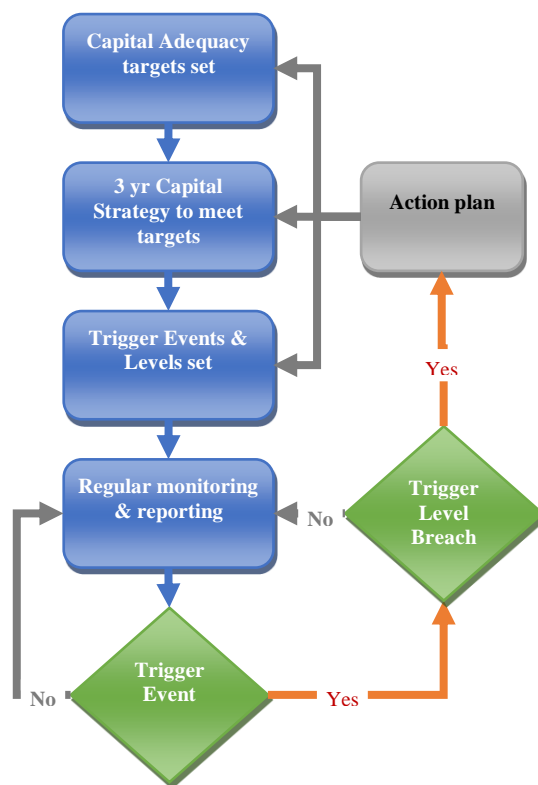 Capital Adequacy
targets set
3 yr Capital
Strategy to meet
targets
Action plan
Trigger Events &
Levels set
Yes
Regular monitoring
& reporting
No
Trigger
Level
Breach
Trigger
Event
No
Yes